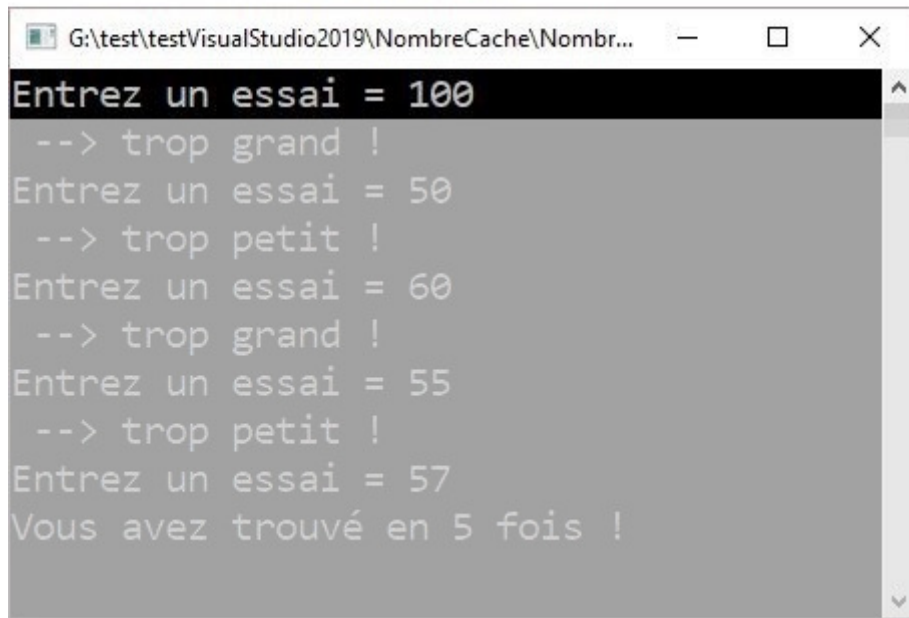 G:\test\testVisualStudio2019\NombreCache\Nombr...
Entrez un essai = 100
--> trop grand !
Entrez un essai = 50
--> trop petit !
Entrez un essai = 60
--> trop grand !
Entrez un essai = 55
--> trop petit !
Entrez un essai = 57
Vous avez trouvé en 5 fois !